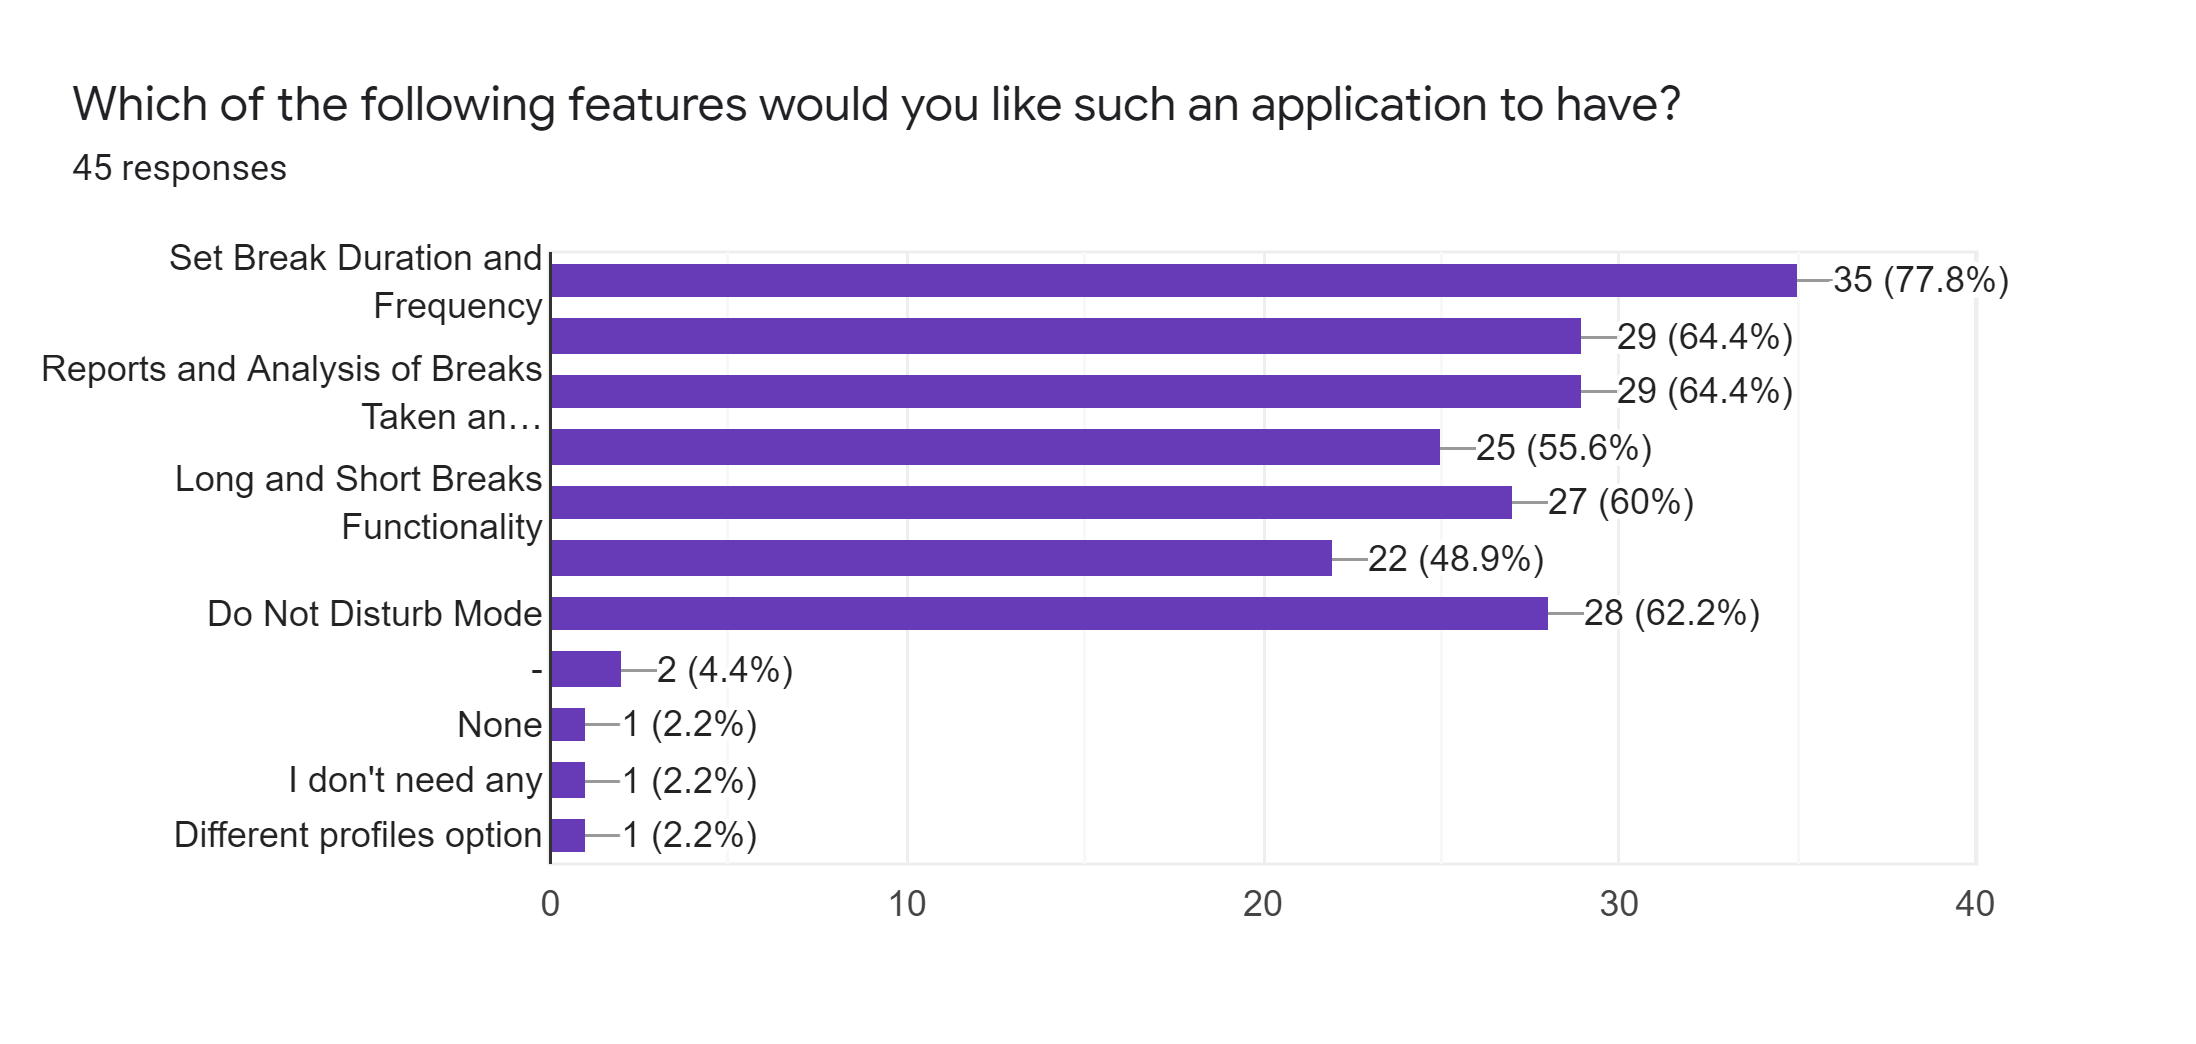 Which of the following features would you like such an application to have?
45 responses
Set Break Duration and
Frequency
35 (77.8%)
29 (64.4%)
Reports and Analysis of Breaks
Taken an…
29 (64.4%)
25 (55.6%)
Long and Short Breaks
Functionality
27 (60%)
22 (48.9%)
Do Not Disturb Mode
28 (62.2%)
-
2 (4.4%)
None
1 (2.2%)
I don't need any
1 (2.2%)
Different profiles option
1 (2.2%)
0 10 20 30 40